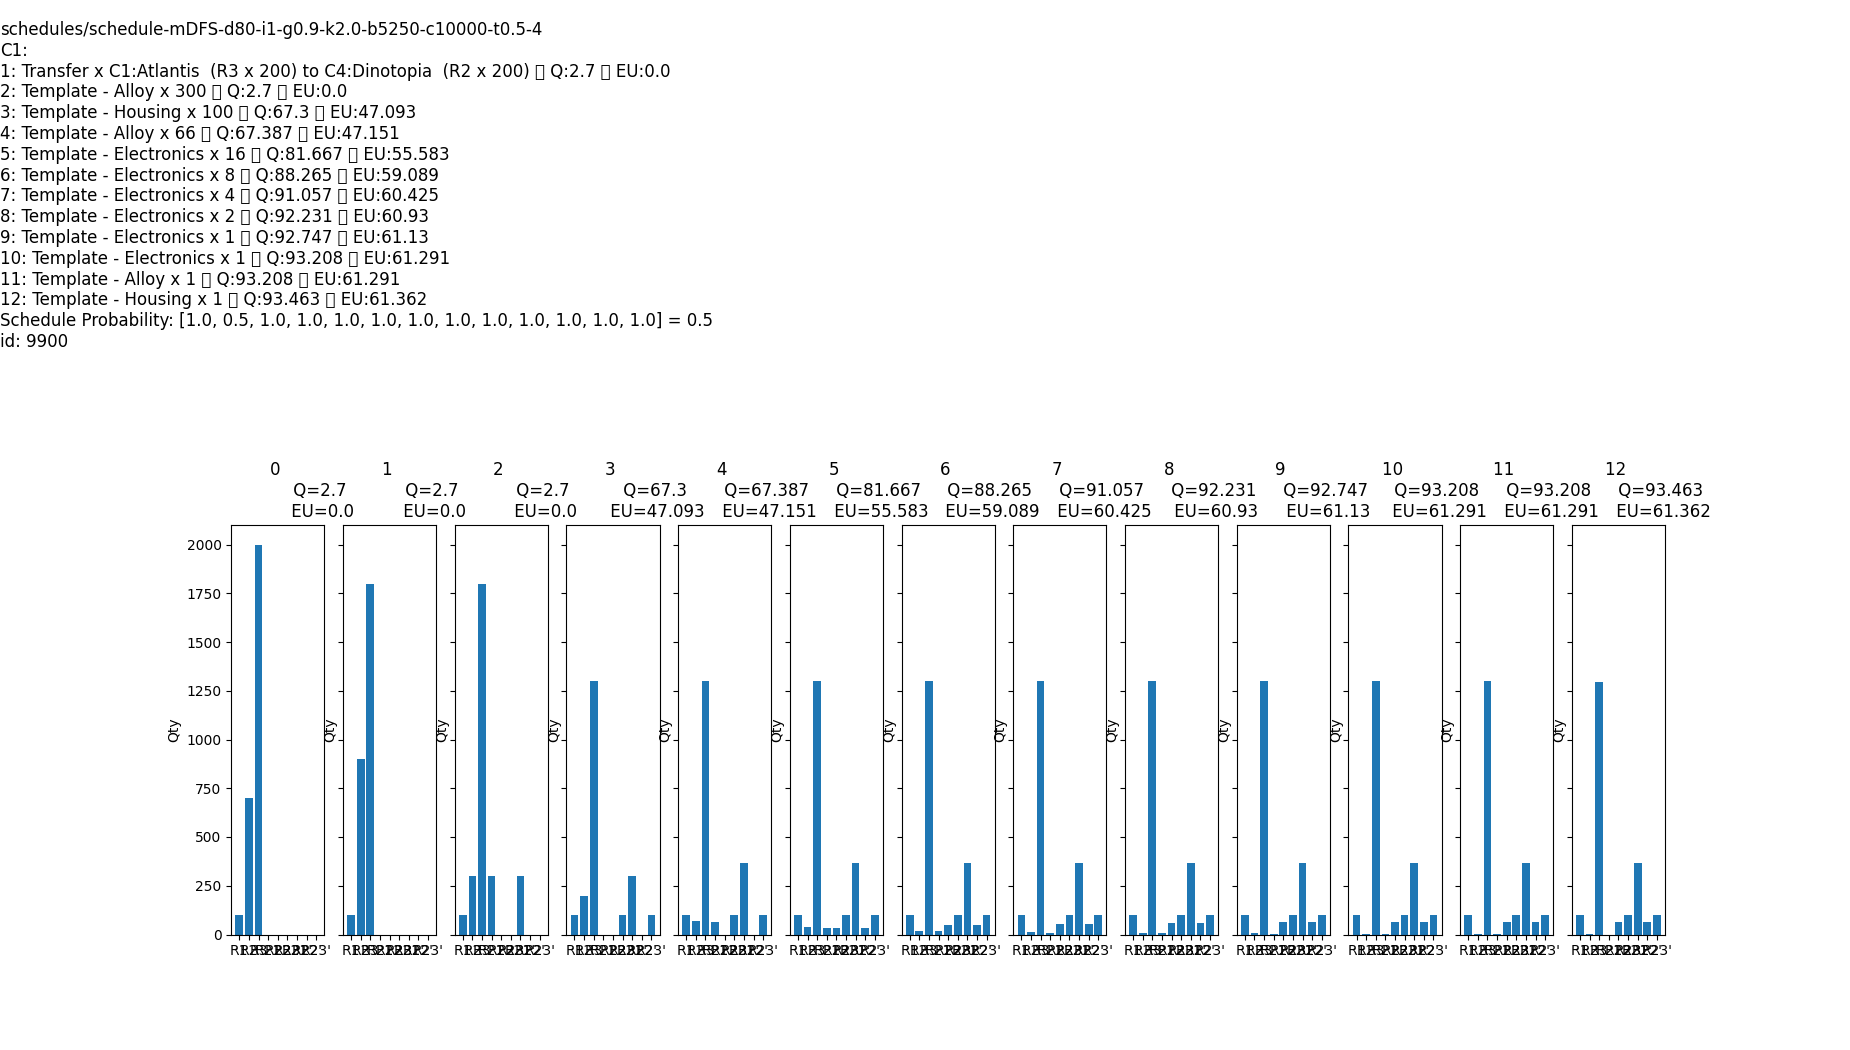 schedules/schedule-mDFS-d80-i1-g0.9-k2.0-b5250-c10000-t0.5-4
C1:
1: Transfer x C1:Atlantis  (R3 x 200) to C4:Dinotopia  (R2 x 200) ▯ Q:2.7 ▯ EU:0.0
2: Template - Alloy x 300 ▯ Q:2.7 ▯ EU:0.0
3: Template - Housing x 100 ▯ Q:67.3 ▯ EU:47.093
4: Template - Alloy x 66 ▯ Q:67.387 ▯ EU:47.151
5: Template - Electronics x 16 ▯ Q:81.667 ▯ EU:55.583
6: Template - Electronics x 8 ▯ Q:88.265 ▯ EU:59.089
7: Template - Electronics x 4 ▯ Q:91.057 ▯ EU:60.425
8: Template - Electronics x 2 ▯ Q:92.231 ▯ EU:60.93
9: Template - Electronics x 1 ▯ Q:92.747 ▯ EU:61.13
10: Template - Electronics x 1 ▯ Q:93.208 ▯ EU:61.291
11: Template - Alloy x 1 ▯ Q:93.208 ▯ EU:61.291
12: Template - Housing x 1 ▯ Q:93.463 ▯ EU:61.362
Schedule Probability: [1.0, 0.5, 1.0, 1.0, 1.0, 1.0, 1.0, 1.0, 1.0, 1.0, 1.0, 1.0, 1.0] = 0.5
id: 9900
0 1 2 3 4 5 6 7 8 9 10 11 12
Q=2.7 Q=2.7 Q=2.7 Q=67.3 Q=67.387 Q=81.667 Q=88.265 Q=91.057 Q=92.231 Q=92.747 Q=93.208 Q=93.208 Q=93.463
EU=0.0 EU=0.0 EU=0.0 EU=47.093 EU=47.151 EU=55.583 EU=59.089 EU=60.425 EU=60.93 EU=61.13 EU=61.291 EU=61.291 EU=61.362
2000
1750
1500
1250
1000
Qty Qty Qty Qty Qty Qty Qty Qty Qty Qty Qty Qty Qty
750
500
250
0